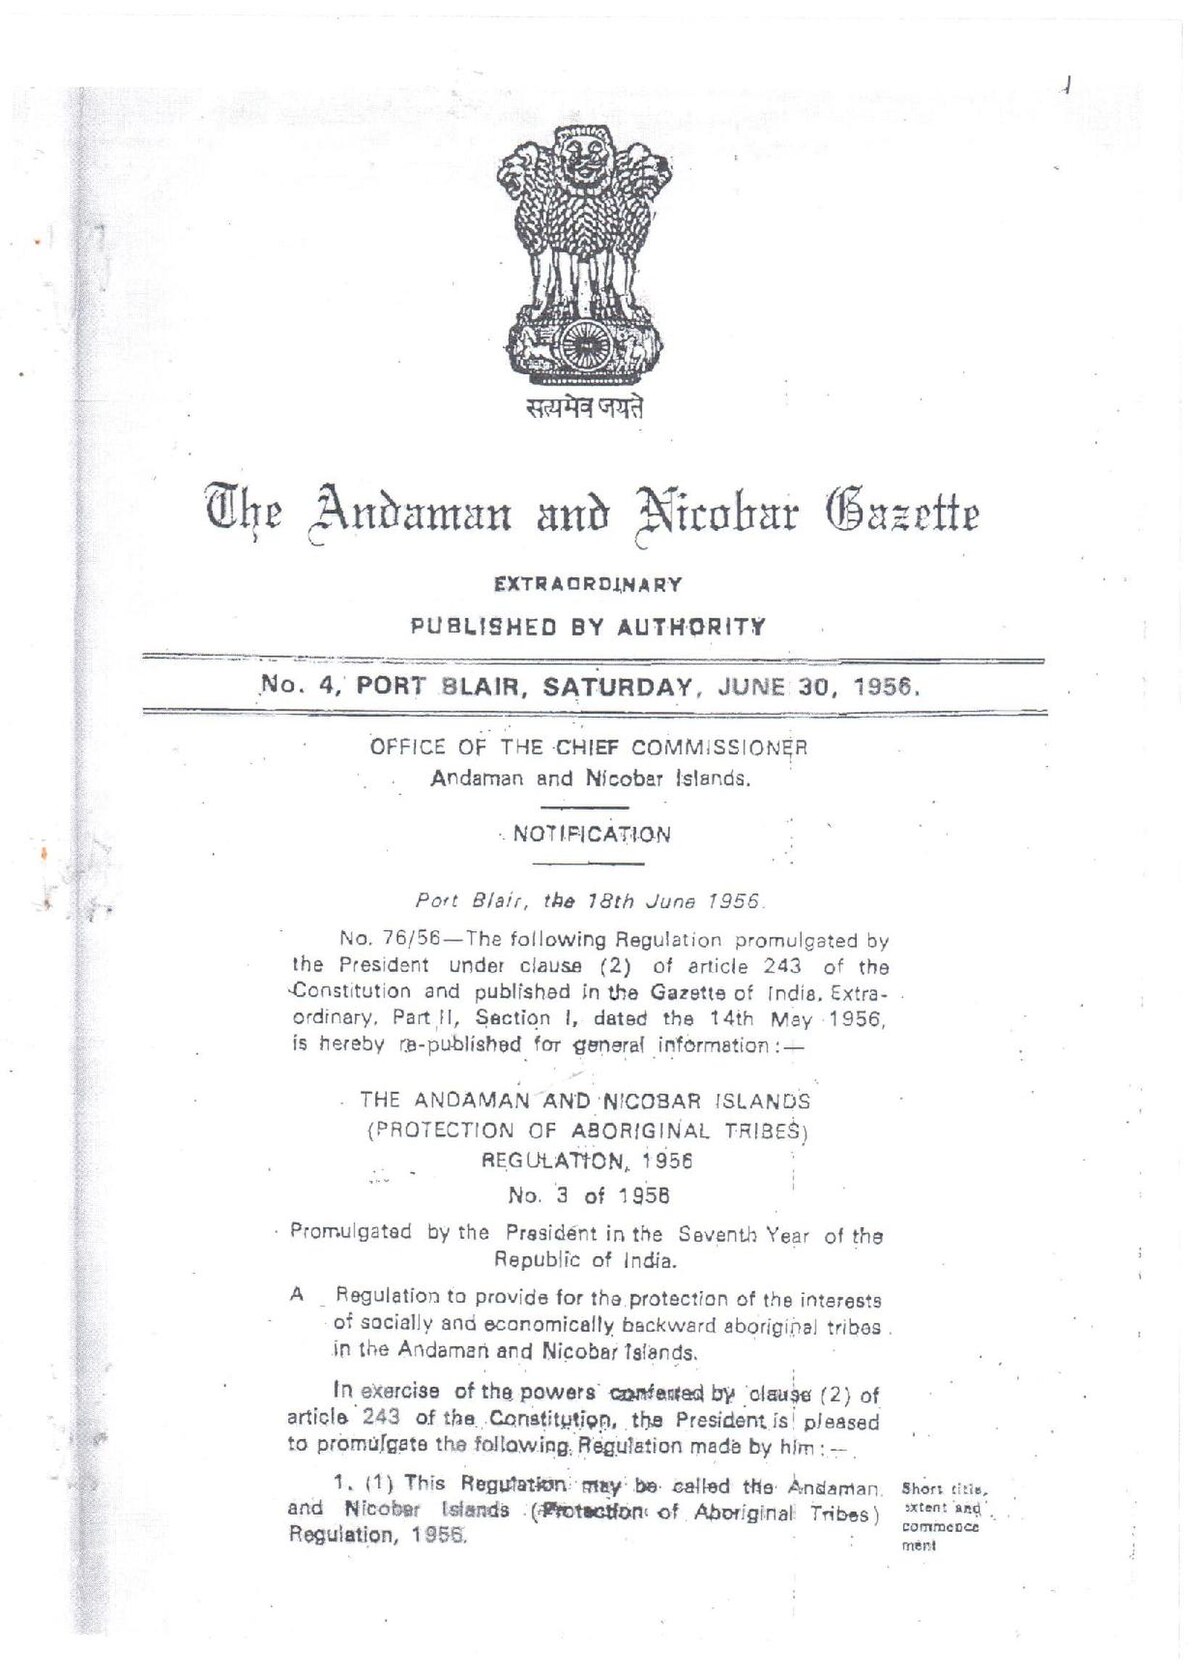 1
सत्यमेव जयते
The Andaman and Nicobar Gazette
EXTRAORDINARY
PUBLISHED BY AUTHORITY
No. 4, PORT BLAIR, SATURDAY, JUNE 30, 1956.
OFFICE OF THE CHIEF COMMISSIONER
Andaman and Nicobar Islands.
NOTIFICATION
Port Blair, the 18th June 1956.
No. 76/56—The following Regulation promulgated by
the President under clause (2) of article 243 of the
Constitution and published in the Gazette of India, Extra-
ordinary, Part II, Section I, dated the 14th May 1956,
is hereby re-published for general information :—
THE ANDAMAN AND NICOBAR ISLANDS
(PROTECTION OF ABORIGINAL TRIBES)
REGULATION, 1956
No. 3 of 1956
Promulgated by the President in the Seventh Year of the
Republic of India.
A Regulation to provide for the protection of the interests
of socially and economically backward aboriginal tribes
in the Andaman and Nicobar Islands.
In exercise of the powers conferred by clause (2) of
article 243 of the Constitution, the President is pleased
to promulgate the following Regulation made by him :—
1. (1) This Regulation may be called the Andaman
and Nicobar Islands (Protection of Aboriginal Tribes)
Regulation, 1956.
Short title,
extent and
commence
ment